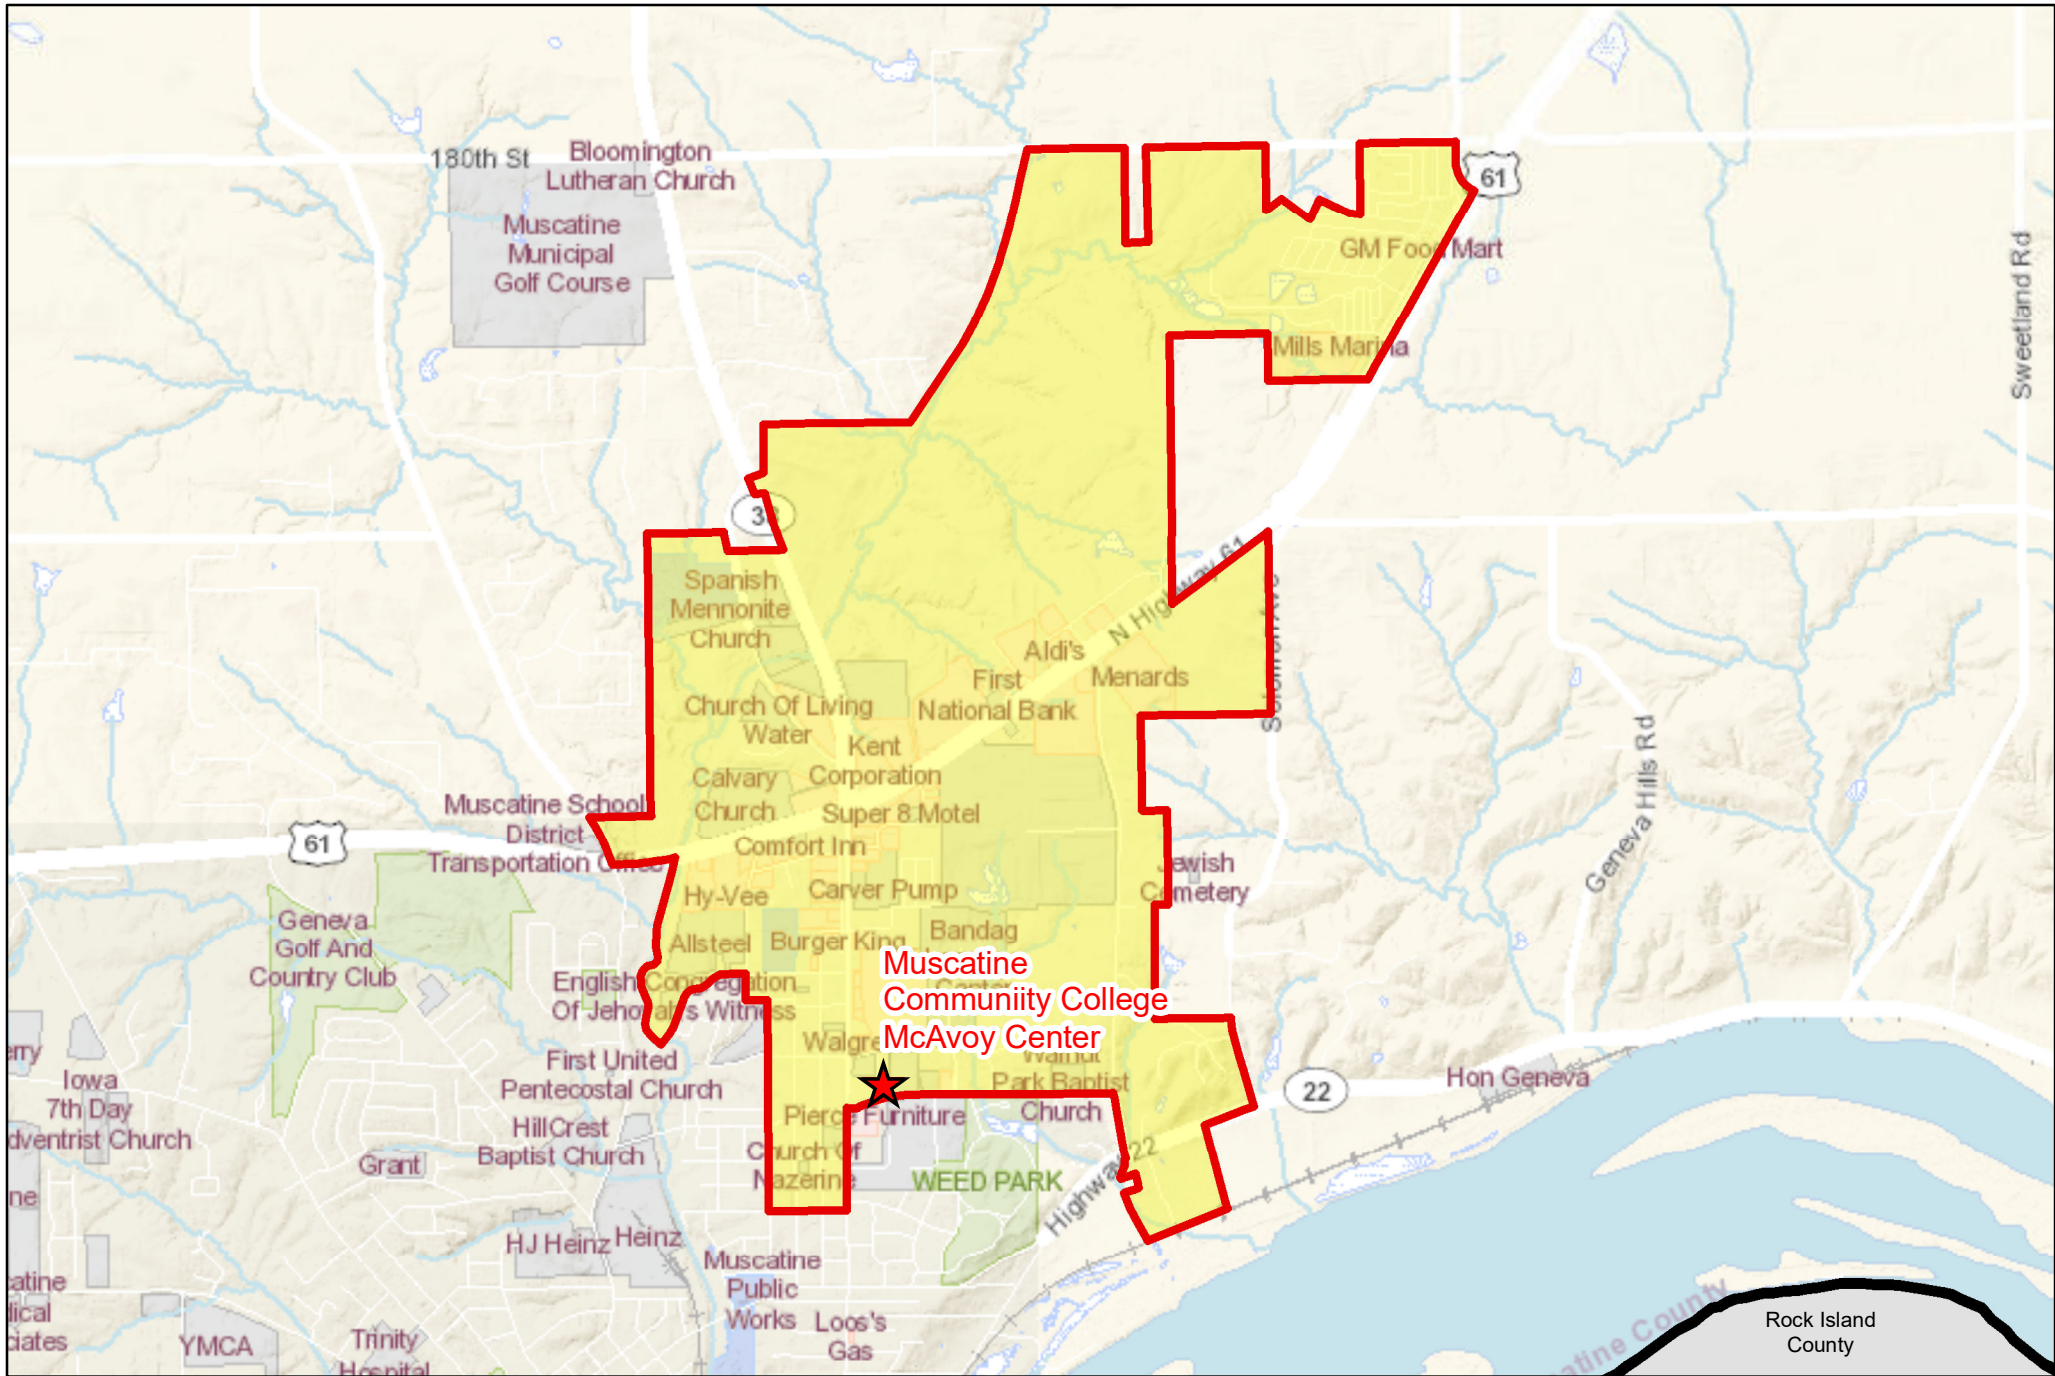 180th St
Bloomington
Lutheran Church
61
Muscatine
Municipal
Golf Course
GM Food Mart
Sweetland Rd
Mills Marina
38
N Highway 61
Spanish
Mennonite
Church
Aldi's
First
National Bank
Menards
Church Of Living
Water
Kent
Corporation
Calvary
Church
Super 8 Motel
Geneva Hills Rd
Muscatine School
District
Transportation Office
61
Comfort Inn
Hy-Vee
Carver Pump
Jewish
Cemetery
Geneva
Golf And
Country Club
Allsteel
Burger King
Bandag
Muscatine
Communiity College
McAvoy Center
English Congregation
Of Jehovah's Witness
First United
Pentecostal Church
Walnut
Park Baptist
Church
22
Hon Geneva
Iowa
7th Day
Pierce Furniture
HillCrest
Baptist Church
Church Of
Nazerine
Grant
WEED PARK
Highway 22
HJ Heinz
Heinz
Muscatine
Public
Works
Loos's
Gas
YMCA
Trinity
Hospital
County
Rock Island
County